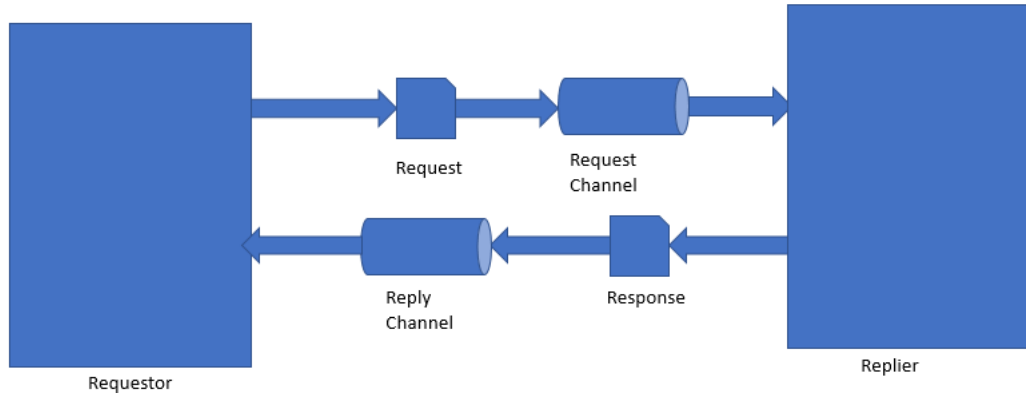 Request
Request
Channel
Reply
Channel
Response
Requestor
Replier